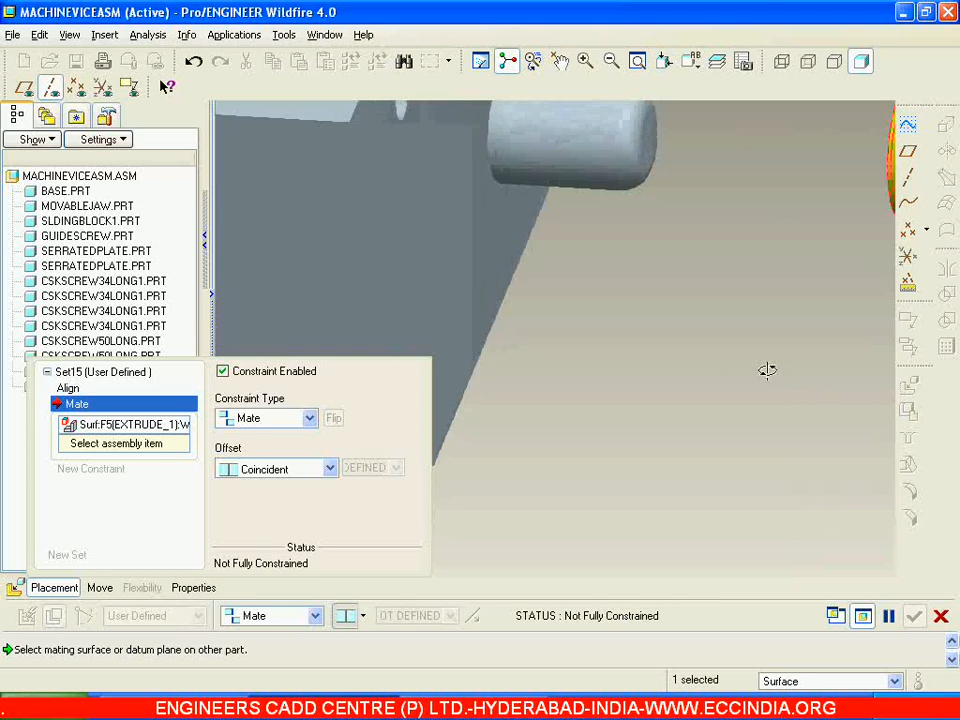 MACHINEVICEASM (Active) - Pro/ENGINEER Wildfire 4.0
File Edit View Insert Analysis Info Applications Tools Window Help
Show Settings
MACHINEVICEASM.ASM
BASE.PRT
MOVABLEJAW.PRT
SLDINGBLOCK1.PRT
GUIDESCREW.PRT
SERRATEDPLATE.PRT
SERRATEDPLATE.PRT
CSKSCREW34LONG1.PRT
CSKSCREW34LONG1.PRT
CSKSCREW34LONG1.PRT
CSKSCREW34LONG1.PRT
CSKSCREW50LONG.PRT
CSKSCREW50LONG.PRT
Set15 (User Defined )
Align
Mate
Surf:F5(EXTRUDE_1):W
Select assembly item
New Constraint
New Set
Constraint Enabled
Constraint Type
Mate Flip
Offset
Coincident DEFINED
Status
Not Fully Constrained
Placement Move Flexibility Properties
User Defined Mate OT DEFINED STATUS : Not Fully Constrained
Select mating surface or datum plane on other part.
1 selected Surface
. ENGINEERS CADD CENTRE (P) LTD.-HYDERABAD-INDIA-WWW.ECCINDIA.ORG